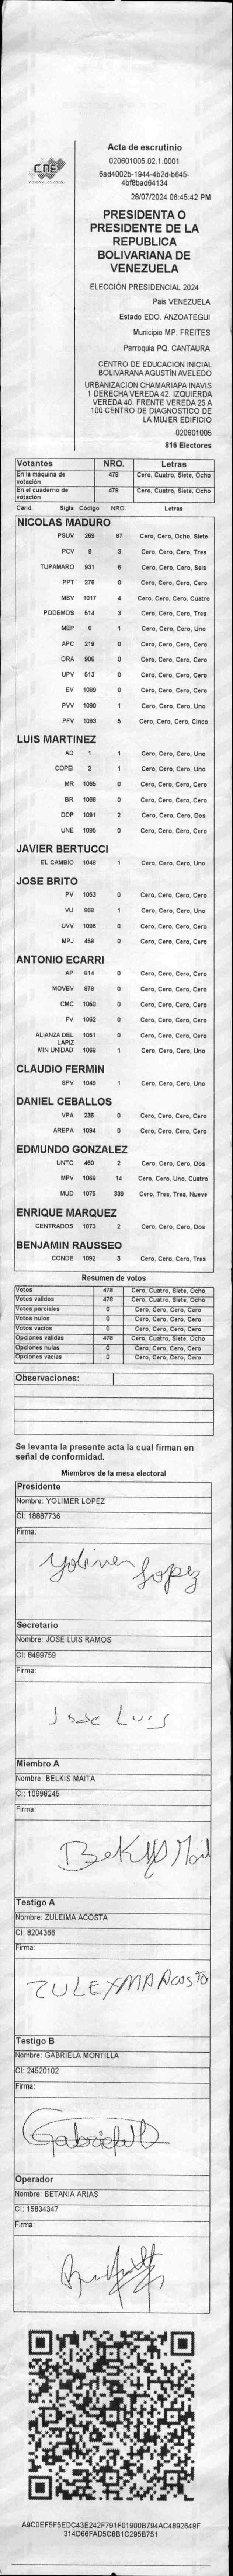 CNE
Acta de escrutinio
020601005.02.1.0001
6ad4002b-1944-4b2d-b645-
4bf8bad64134
28/07/2024 06:45:42 PM
PRESIDENTA O
PRESIDENTE DE LA
REPUBLICA
BOLIVARIANA DE
VENEZUELA
ELECCIÓN PRESIDENCIAL 2024
Pais VENEZUELA
Estado EDO. ANZOATEGUI
Municipio MP. FREITES
Parroquia PQ. CANTAURA
CENTRO DE EDUCACION INICIAL
BOLIVARANA AGUSTÍN AVELEDO
URBANIZACION CHAMARIAPA INAVIS
1 DERECHA VEREDA 42. IZQUIERDA
VEREDA 40. FRENTE VEREDA 25 A
100 CENTRO DE DIAGNOSTICO DE
LA MUJER EDIFICIO
020601005
816 Electores
Votantes NRO. Letras
En la máquina de votación 478 Cero, Cuatro, Siete, Ocho
En el cuaderno de votación 478 Cero, Cuatro, Siete, Ocho
Cand. Sigla Código NRO. Letras
NICOLAS MADURO
PSUV 269 87 Cero, Cero, Ocho, Siete
PCV 9 3 Cero, Cero, Cero, Tres
TUPAMARO 931 6 Cero, Cero, Cero, Seis
PPT 276 0 Cero, Cero, Cero, Cero
MSV 1017 4 Cero, Cero, Cero, Cuatro
PODEMOS 514 3 Cero, Cero, Cero, Tres
MEP 6 1 Cero, Cero, Cero, Uno
APC 219 0 Cero, Cero, Cero, Cero
ORA 906 0 Cero, Cero, Cero, Cero
UPV 513 0 Cero, Cero, Cero, Cero
EV 1089 0 Cero, Cero, Cero, Cero
PVV 1090 1 Cero, Cero, Cero, Uno
PFV 1093 5 Cero, Cero, Cero, Cinco
LUIS MARTINEZ
AD 1 1 Cero, Cero, Cero, Uno
COPEI 2 1 Cero, Cero, Cero, Uno
MR 1065 0 Cero, Cero, Cero, Cero
BR 1066 0 Cero, Cero, Cero, Cero
DDP 1091 2 Cero, Cero, Cero, Dos
UNE 1095 0 Cero, Cero, Cero, Cero
JAVIER BERTUCCI
EL CAMBIO 1048 1 Cero, Cero, Cero, Uno
JOSE BRITO
PV 1053 0 Cero, Cero, Cero, Cero
VU 868 1 Cero, Cero, Cero, Uno
UVV 1096 0 Cero, Cero, Cero, Cero
MPJ 459 0 Cero, Cero, Cero, Cero
ANTONIO ECARRI
AP 814 0 Cero, Cero, Cero, Cero
MOVEV 878 0 Cero, Cero, Cero, Cero
CMC 1050 0 Cero, Cero, Cero, Cero
FV 1062 0 Cero, Cero, Cero, Cero
ALIANZA DEL LAPIZ 1051 0 Cero, Cero, Cero, Cero
MIN UNIDAD 1069 1 Cero, Cero, Cero, Uno
CLAUDIO FERMIN
SPV 1049 1 Cero, Cero, Cero, Uno
DANIEL CEBALLOS
VPA 236 0 Cero, Cero, Cero, Cero
AREPA 1094 0 Cero, Cero, Cero, Cero
EDMUNDO GONZALEZ
UNTC 460 2 Cero, Cero, Cero, Dos
MPV 1069 14 Cero, Cero, Uno, Cuatro
MUD 1075 339 Cero, Tres, Tres, Nueve
ENRIQUE MARQUEZ
CENTRADOS 1073 2 Cero, Cero, Cero, Dos
BENJAMIN RAUSSEO
CONDE 1092 3 Cero, Cero, Cero, Tres
Resumen de votos
Votos 478 Cero, Cuatro, Siete, Ocho
Votos validos 478 Cero, Cuatro, Siete, Ocho
Votos parciales 0 Cero, Cero, Cero, Cero
Votos nulos 0 Cero, Cero, Cero, Cero
Votos vacios 0 Cero, Cero, Cero, Cero
Opciones validas 478 Cero, Cuatro, Siete, Ocho
Opciones nulas 0 Cero, Cero, Cero, Cero
Opciones vacias 0 Cero, Cero, Cero, Cero
Observaciones:
Se levanta la presente acta la cual firman en
señal de conformidad.
Miembros de la mesa electoral
Presidente
Nombre: YOLIMER LOPEZ
CI: 18887736
Firma:
Yolimer Lopez
Secretario
Nombre: JOSE LUIS RAMOS
CI: 8499759
Firma:
Jose Luis
Miembro A
Nombre: BELKIS MAITA
CI: 10998245
Firma:
Testigo A
Nombre: ZULEIMA ACOSTA
CI: 8204366
Firma:
ZULEYMA Acosta
Testigo B
Nombre: GABRIELA MONTILLA
CI: 24520102
Firma:
Operador
Nombre: BETANIA ARIAS
CI: 15834347
Firma:
A9C0EF5F5EDC43E242F791F01900B794AC4892649F
314D66FAD5C8B1C295B751